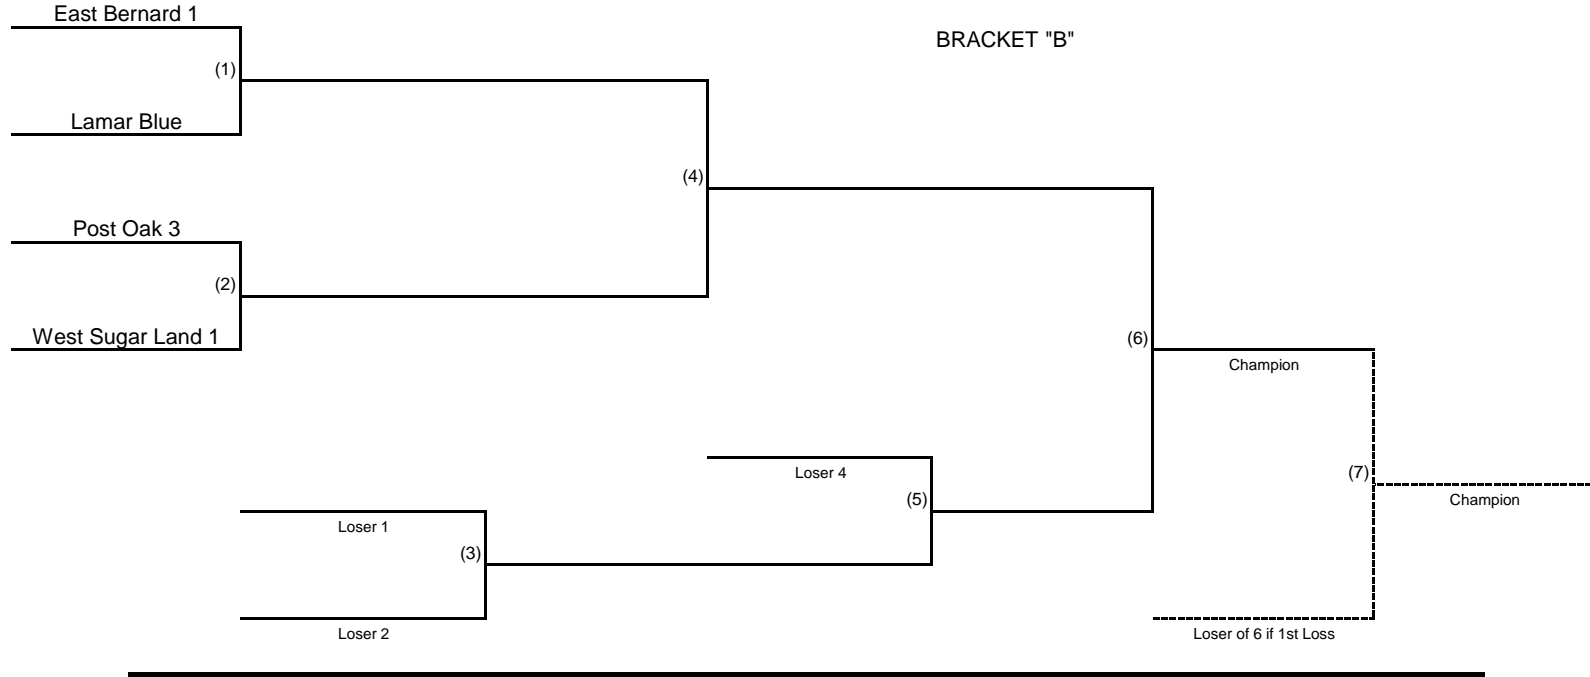 East Bernard 1
BRACKET "B"
(1)
Lamar Blue
(4)
Post Oak 3
(2)
West Sugar Land 1
(6)
Champion
Loser 4
(7)
(5)
Champion
Loser 1
(3)
Loser 2
Loser of 6 if 1st Loss